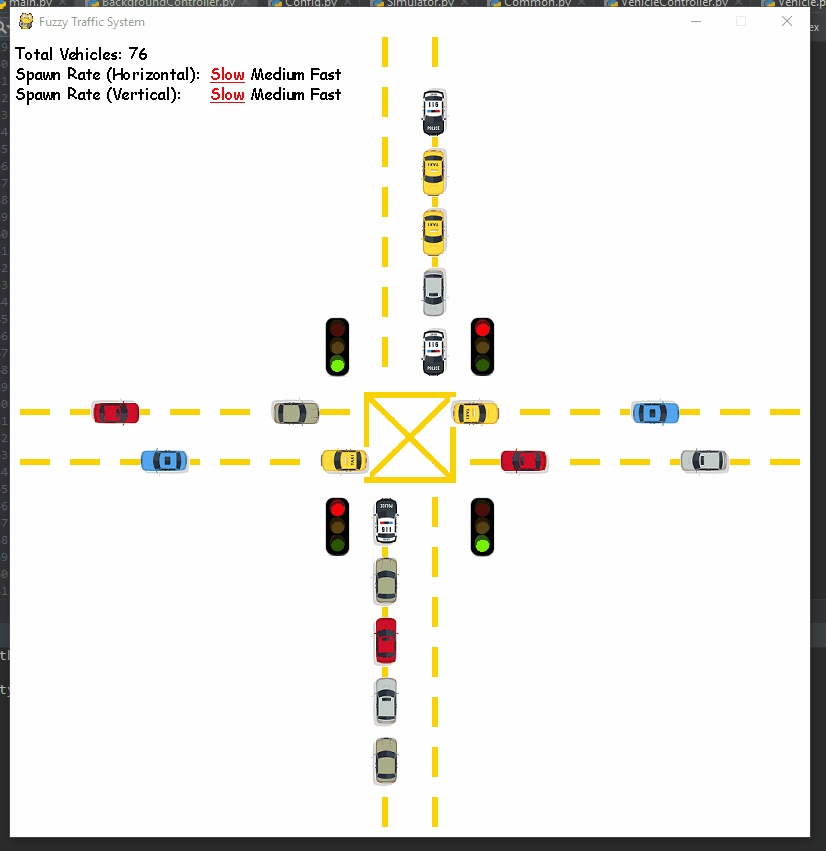 main.py BackgroundController.py Config.py Simulator.py Common.py VehicleController.py Vehicle.p
Fuzzy Traffic System
Total Vehicles: 76
Spawn Rate (Horizontal): Slow Medium Fast
Spawn Rate (Vertical): Slow Medium Fast
911
POLICE
TAXI
TAXI
911
POLICE
TAXI
TAXI
POLICE
911